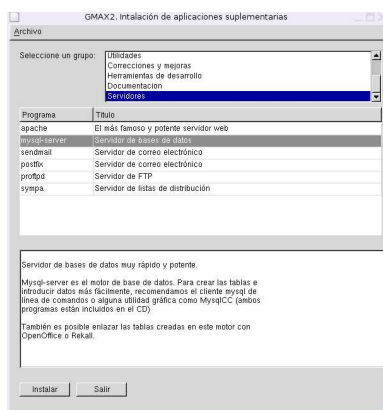 GMAX2. Intalación de aplicaciones suplementarias
Archivo
Seleccione un grupo:
Utilidades
Correcciones y mejoras
Herramientas de desarrollo
Documentacion
Servidores
Programa Titulo
apache El más famoso y potente servidor web
mysql-server Servidor de bases de datos
sendmail Servidor de correo electrónico
postfix Servidor de correo electrónico
proftpd Servidor de FTP
sympa Servidor de listas de distribución
Servidor de bases de datos muy rápido y potente.
Mysql-server es el motor de base de datos. Para crear las tablas e
introducir datos más fácilmente, recomendamos el cliente mysql de
línea de comandos o alguna utilidad gráfica como MysqlCC (ambos
programas están incluidos en el CD)
También es posible enlazar las tablas creadas en este motor con
OpenOffice o Rekall.
Instalar Salir